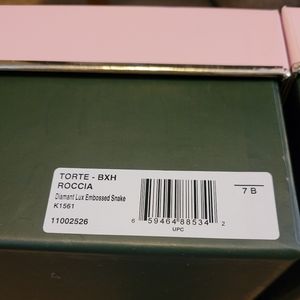 TORTE - BXH
ROCCIA
Diamant Lux Embossed Snake
K1561
11002526
6 59464 88534 2
UPC
7 B